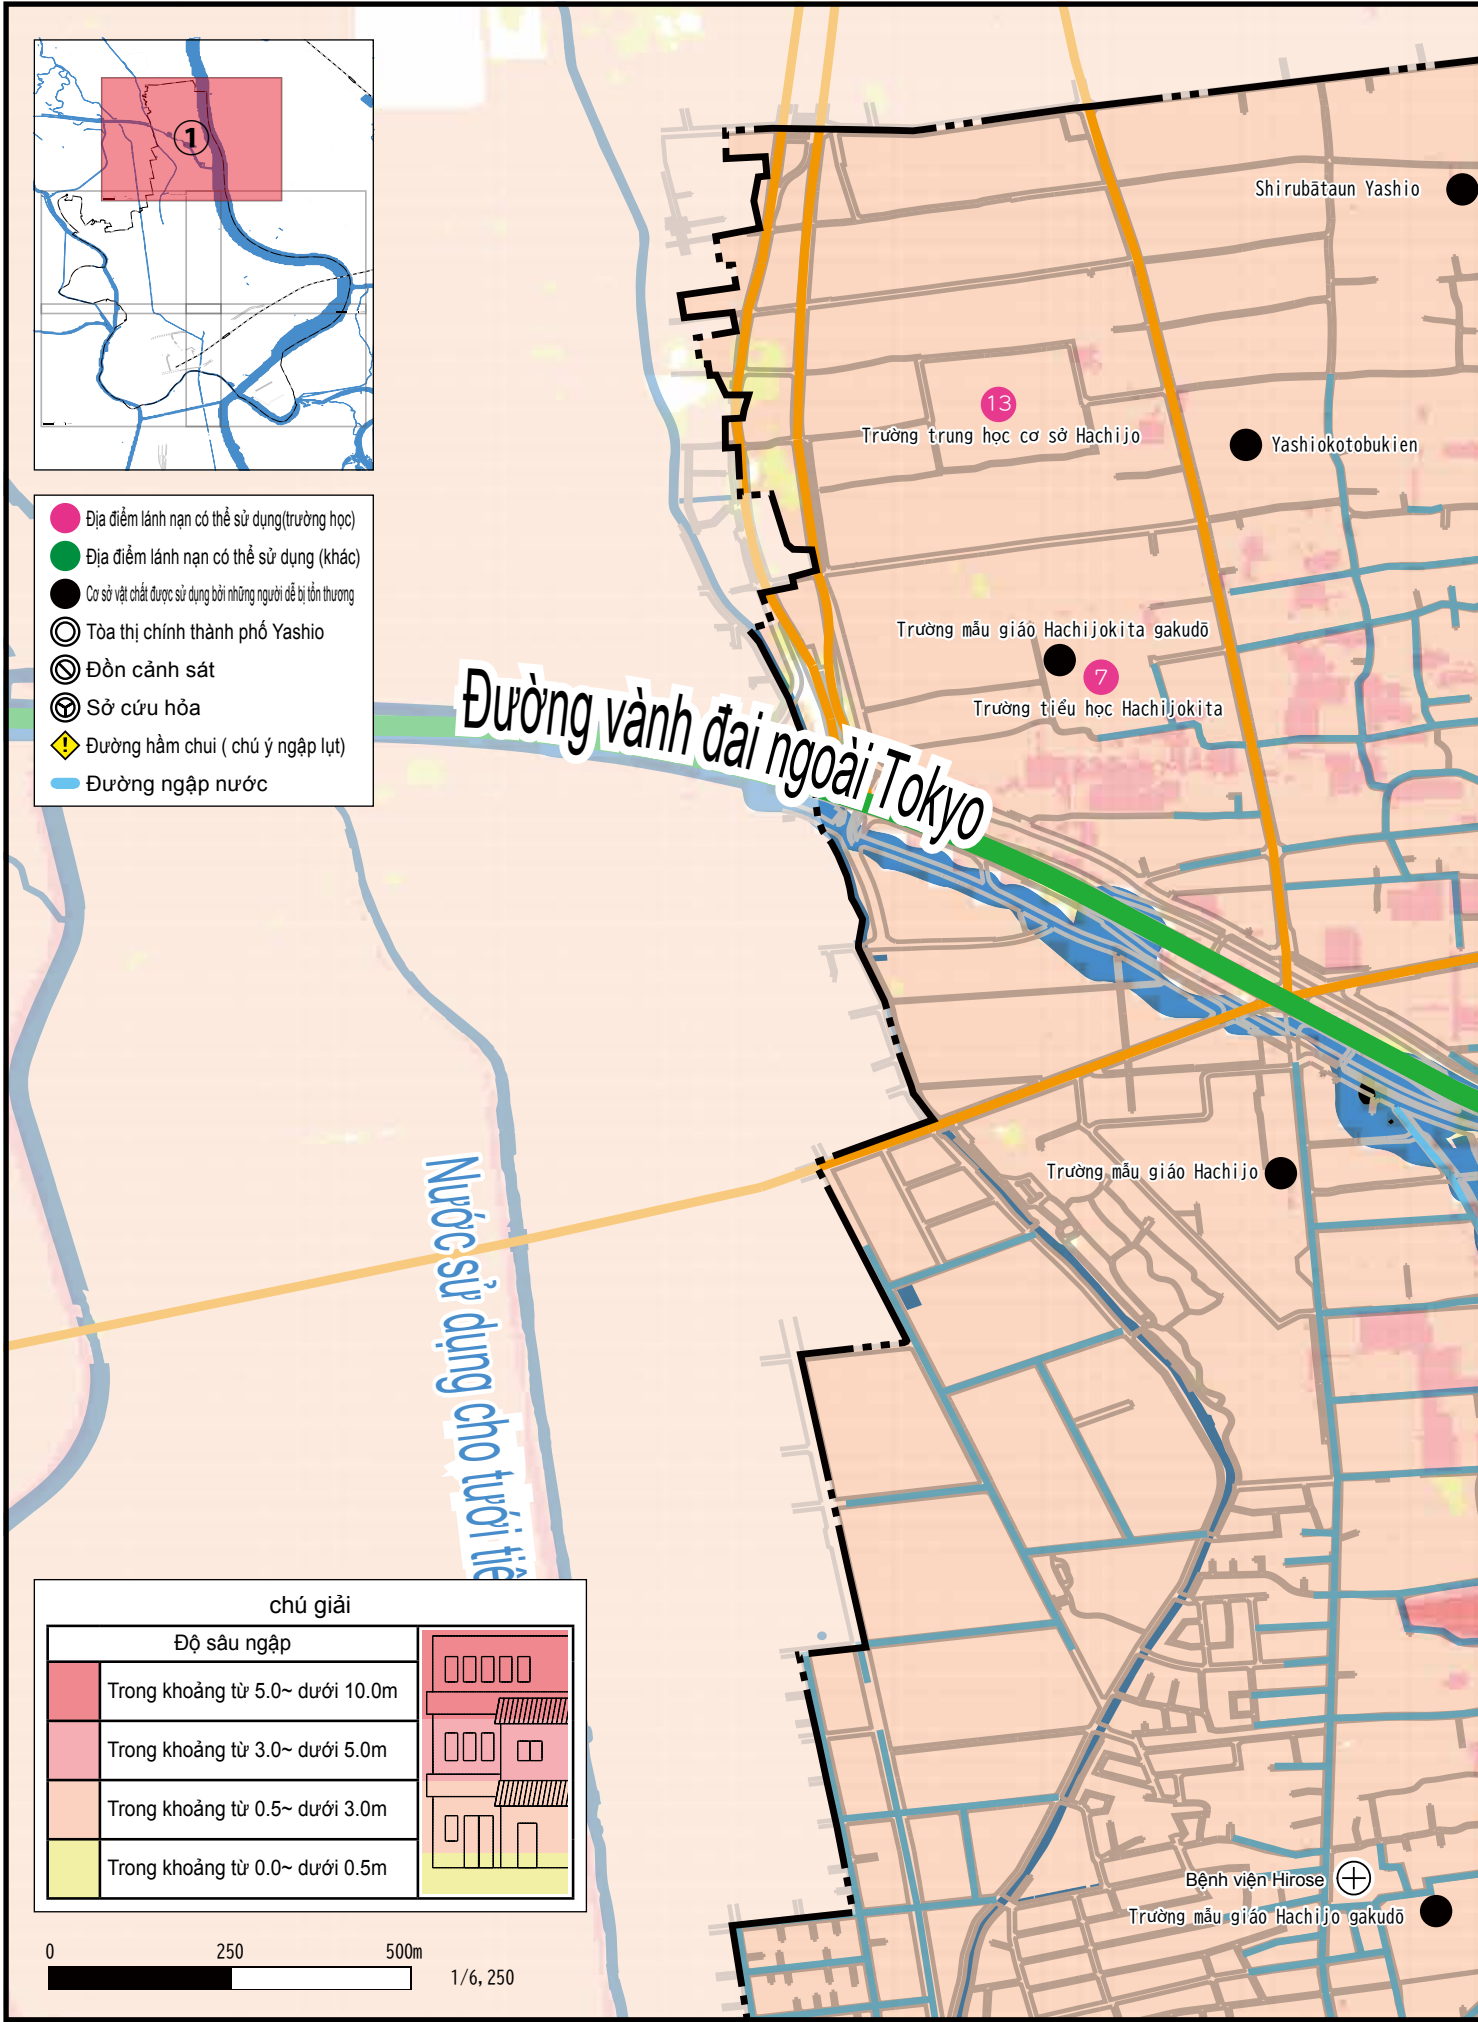 1
Địa điểm lánh nạn có thể sử dụng(trường học)
Địa điểm lánh nạn có thể sử dụng (khác)
Cơ sở vật chất được sử dụng bởi những người dễ bị tổn thương
Tòa thị chính thành phố Yashio
Đồn cảnh sát
Sở cứu hỏa
Đường hầm chui ( chú ý ngập lụt)
Đường ngập nước
Shirubātaun Yashio
13
Trường trung học cơ sở Hachijo
Yashiokotobukien
Trường mẫu giáo Hachijokita gakudō
7
Trường tiểu học Hachijokita
Đường vành đai ngoài Tokyo
Trường mẫu giáo Hachijo
Nước sử dụng cho tưới tiê
chú giải
Độ sâu ngập
Trong khoảng từ 5.0~ dưới 10.0m
Trong khoảng từ 3.0~ dưới 5.0m
Trong khoảng từ 0.5~ dưới 3.0m
Trong khoảng từ 0.0~ dưới 0.5m
Bệnh viện Hirose
Trường mẫu giáo Hachijo gakudō
0 250 500m
1/6,250